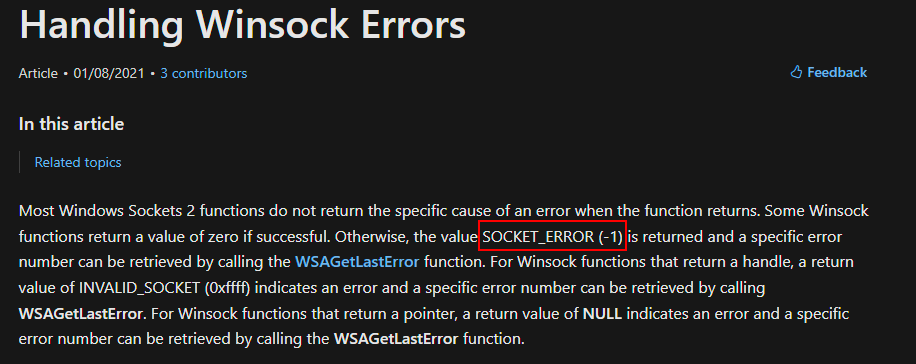 Handling Winsock Errors
Article • 01/08/2021 • 3 contributors
Feedback
In this article
Related topics
Most Windows Sockets 2 functions do not return the specific cause of an error when the function returns. Some Winsock
functions return a value of zero if successful. Otherwise, the value SOCKET_ERROR (-1) is returned and a specific error
number can be retrieved by calling the WSAGetLastError function. For Winsock functions that return a handle, a return
value of INVALID_SOCKET (0xffff) indicates an error and a specific error number can be retrieved by calling
WSAGetLastError. For Winsock functions that return a pointer, a return value of NULL indicates an error and a specific
error number can be retrieved by calling the WSAGetLastError function.